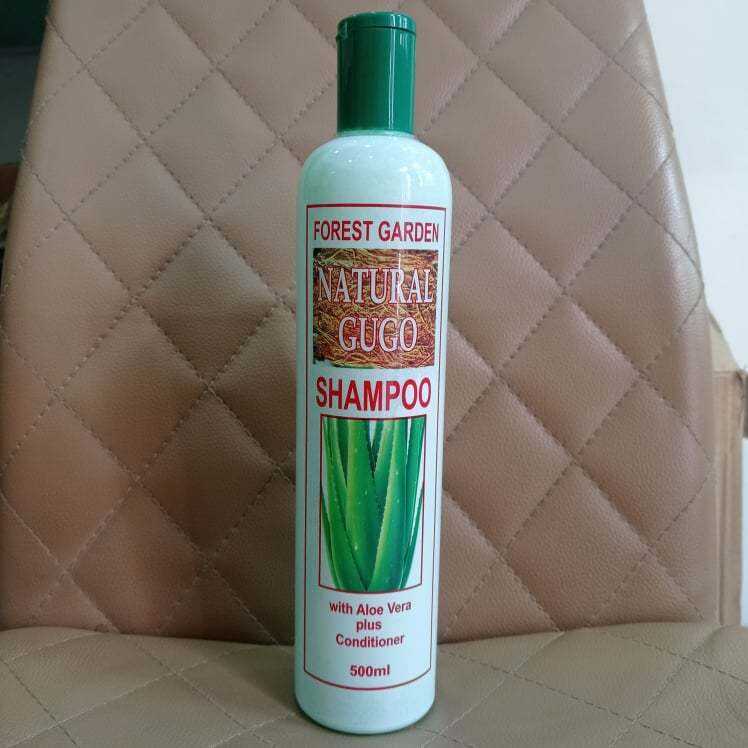 FOREST GARDEN
NATURAL
GUGO
SHAMPOO
with Aloe Vera
plus
Conditioner
500ml